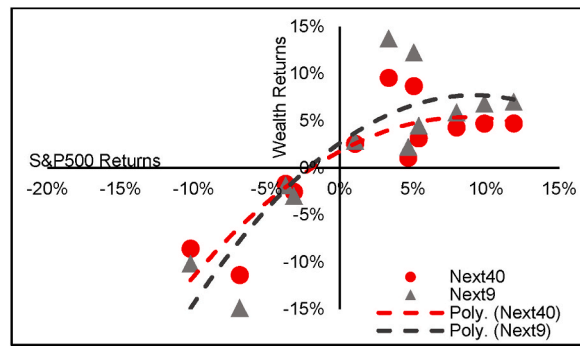 15%
10%
5%
0%
-5%
-10%
-15%
Wealth Returns
S&P500 Returns
-20% -15% -10% -5% 0% 5% 10% 15%
Next40
Next9
Poly. (Next40)
Poly. (Next9)